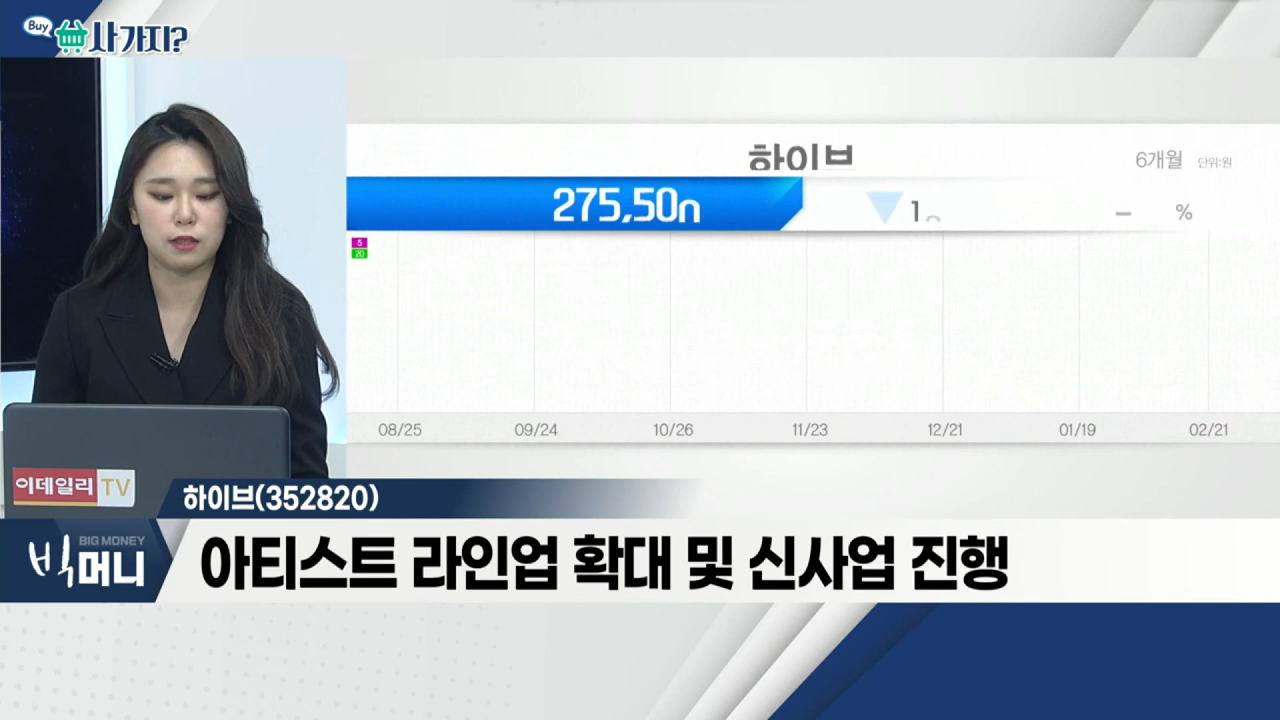 Buy
사가지?
하이브
6개월 단위:원
275,50
1
– %
5
20
08/25 09/24 10/26 11/23 12/21 01/19 02/21
이데일리TV
하이브(352820)
BIG MONEY
빅머니
아티스트 라인업 확대 및 신사업 진행